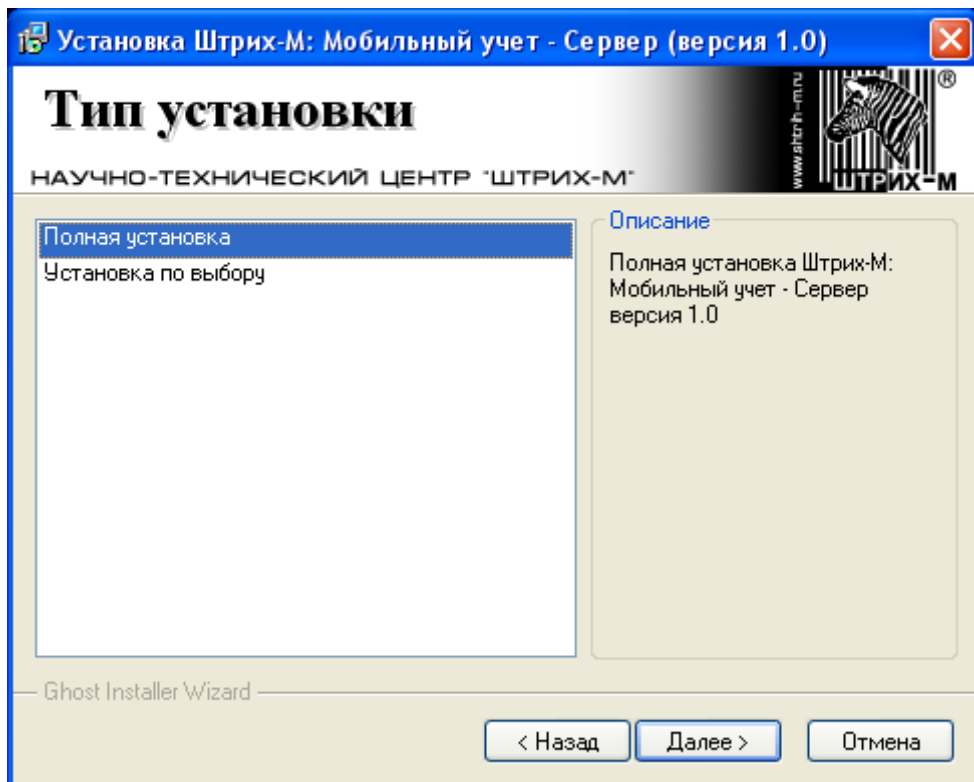 Установка Штрих-М: Мобильный учет - Сервер (версия 1.0)
Тип установки
НАУЧНО-ТЕХНИЧЕСКИЙ ЦЕНТР "ШТРИХ-М"
www.shtrih-m.ru
®
ШТРИХ-М
Полная установка
Установка по выбору
Описание
Полная установка Штрих-М:
Мобильный учет - Сервер
версия 1.0
Ghost Installer Wizard
< Назад
Далее >
Отмена